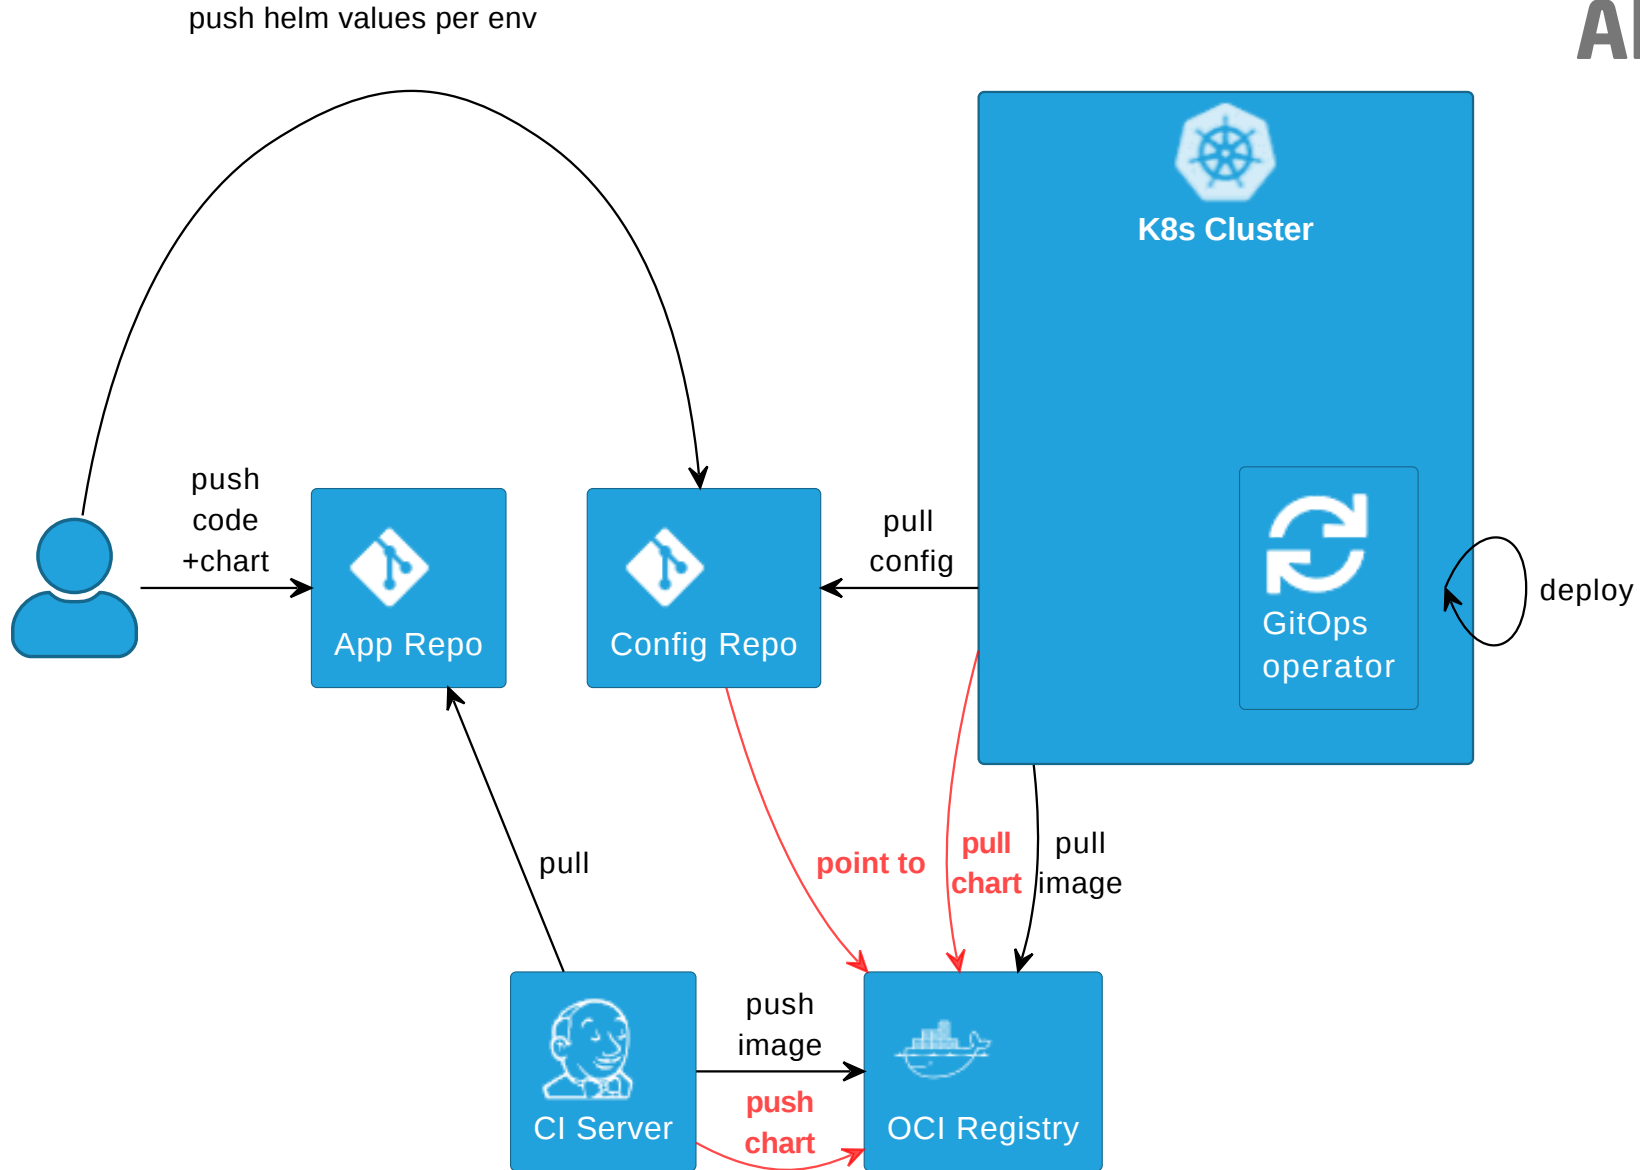 push helm values per env
K8s Cluster
push
code
+chart
App Repo
Config Repo
pull
config
GitOps
operator
deploy
pull
point to
pull
chart
pull
image
CI Server
push
image
push
chart
OCI Registry